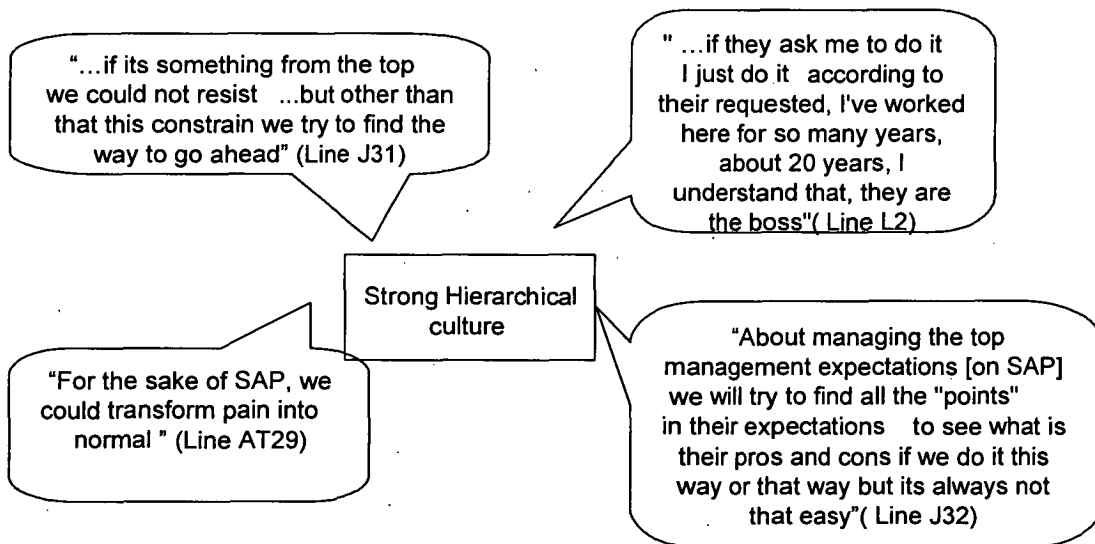 “...if its something from the top
we could not resist ...but other than
that this constrain we try to find the
way to go ahead” (Line J31)
" ...if they ask me to do it
I just do it according to
their requested, I've worked
here for so many years,
about 20 years, I
understand that, they are
the boss"( Line L2)
Strong Hierarchical
culture
“For the sake of SAP, we
could transform pain into
normal ” (Line AT29)
“About managing the top
management expectations [on SAP]
we will try to find all the "points"
in their expectations to see what is
their pros and cons if we do it this
way or that way but its always not
that easy”( Line J32)